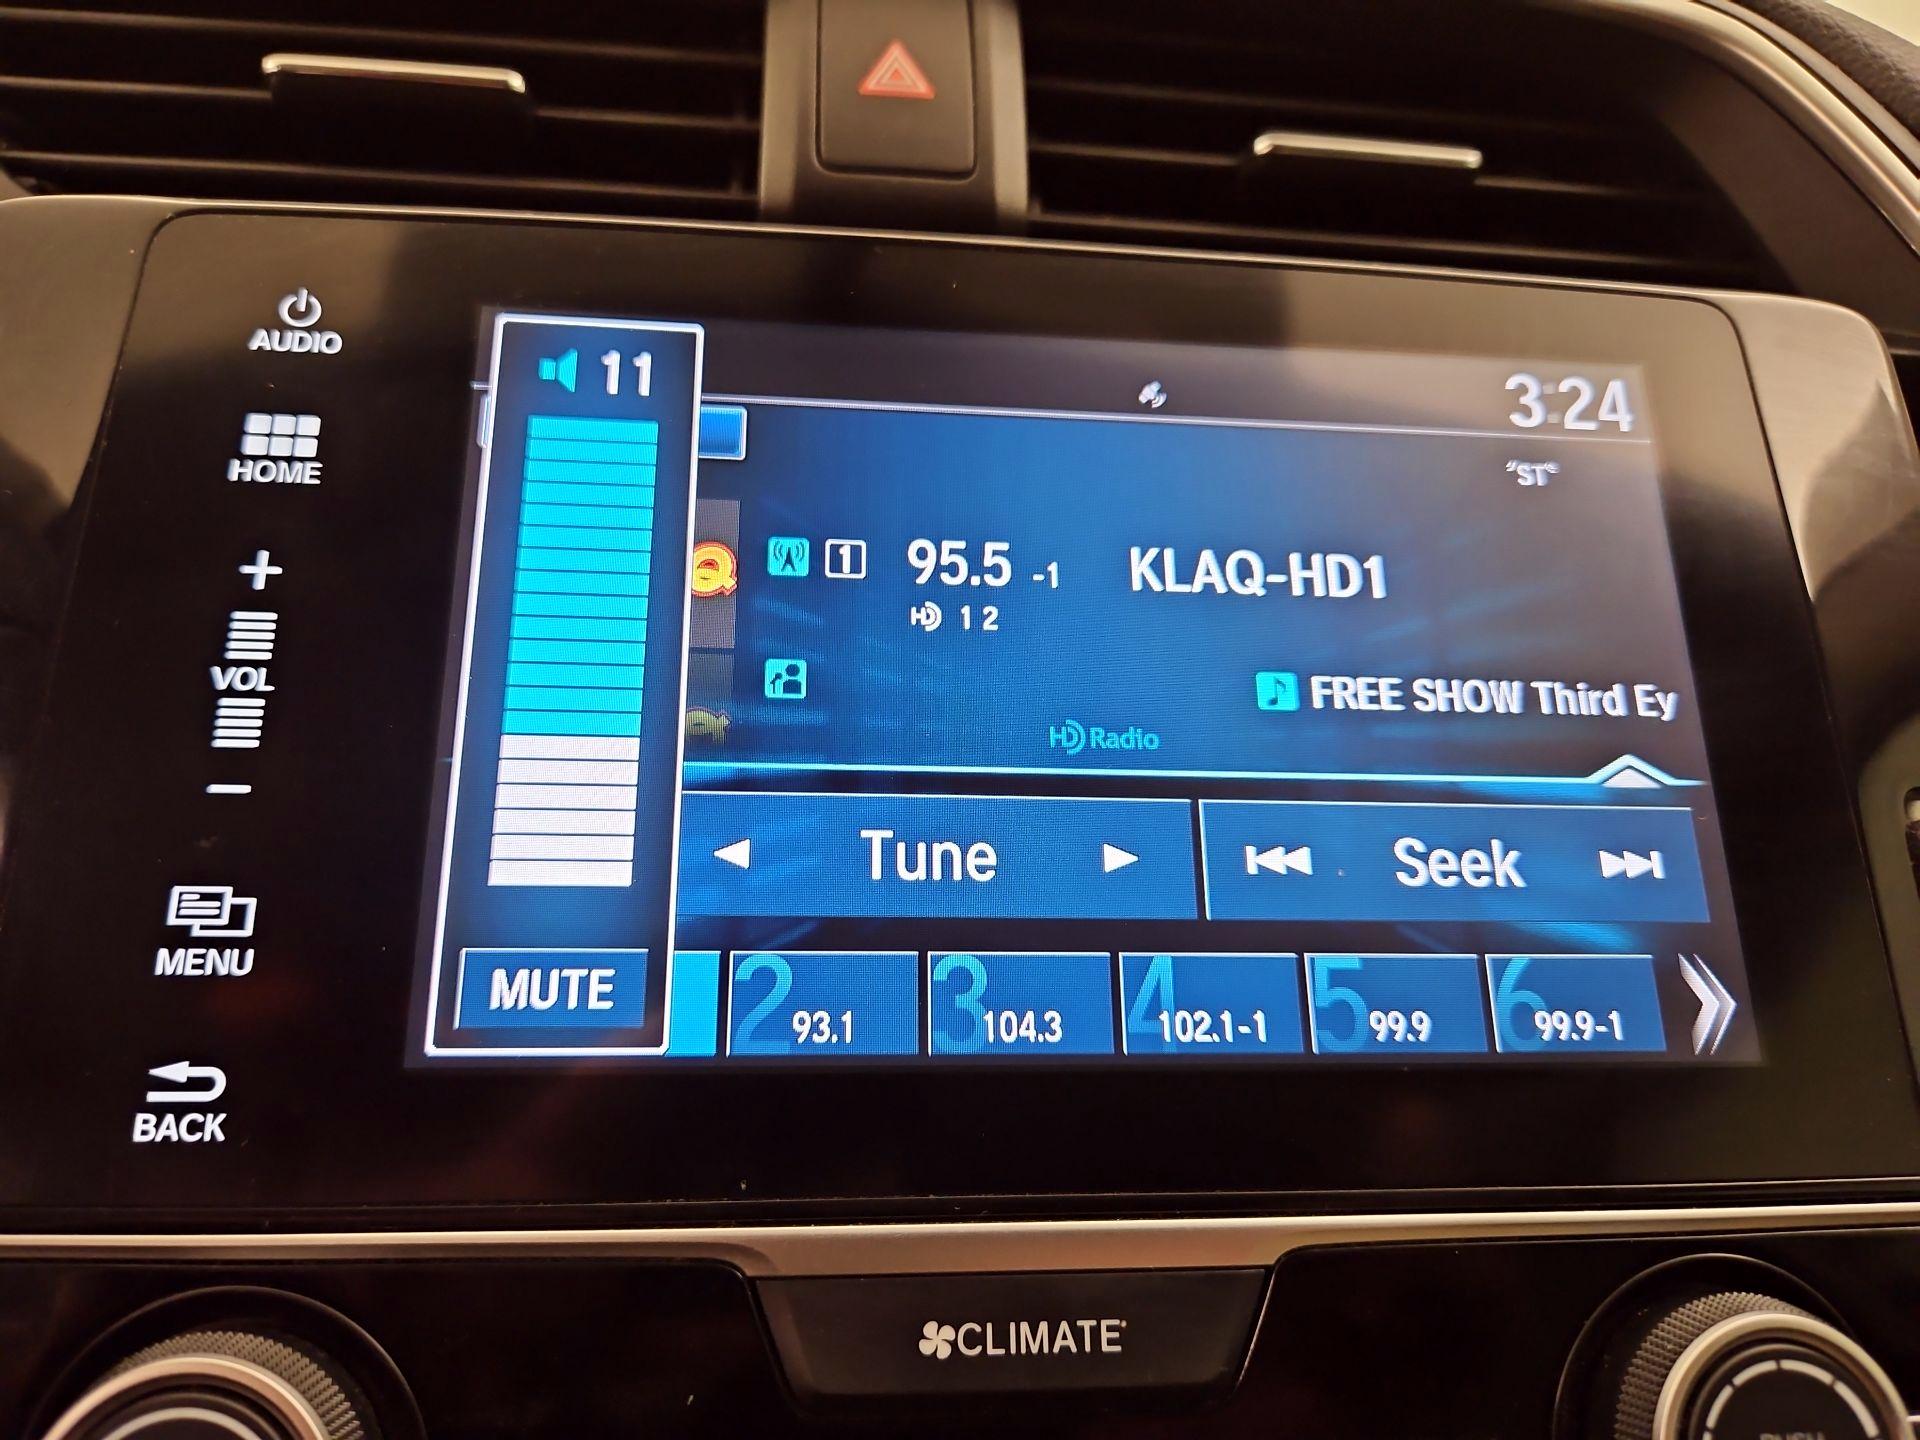 AUDIO
HOME
+
VOL
−
MENU
BACK
11
MUTE
3:24
"ST"
Q
1
95.5 -1
KLAQ-HD1
HD 1 2
FREE SHOW Third Ey
HD Radio
Tune
Seek
2
93.1
3
104.3
4
102.1-1
5
99.9
6
99.9-1
CLIMATE